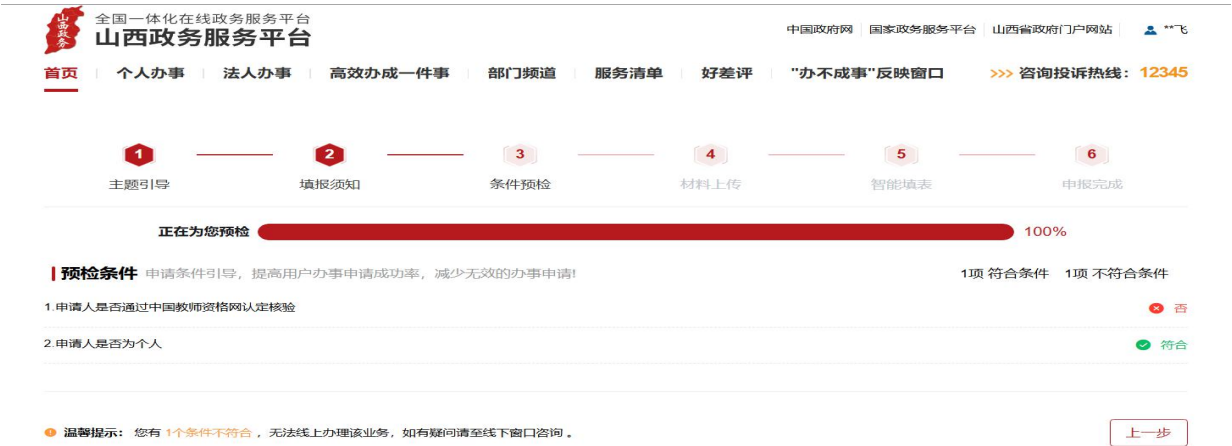 山西政务
全国一体化在线政务服务平台
山西政务服务平台
中国政府网 国家政务服务平台 山西省政府门户网站 **飞
首页 个人办事 法人办事 高效办成一件事 部门频道 服务清单 好差评 "办不成事"反映窗口 >>> 咨询投诉热线：12345
1 2 3 4 5 6
主题引导 填报须知 条件预检 材料上传 智能填表 申报完成
正在为您预检 100%
预检条件 申请条件引导，提高用户办事申请成功率，减少无效的办事申请! 1项 符合条件 1项 不符合条件
1.申请人是否通过中国教师资格网认定核验 否
2.申请人是否为个人 符合
温馨提示：您有 1个条件不符合 ，无法线上办理该业务，如有疑问请至线下窗口咨询 。 上一步